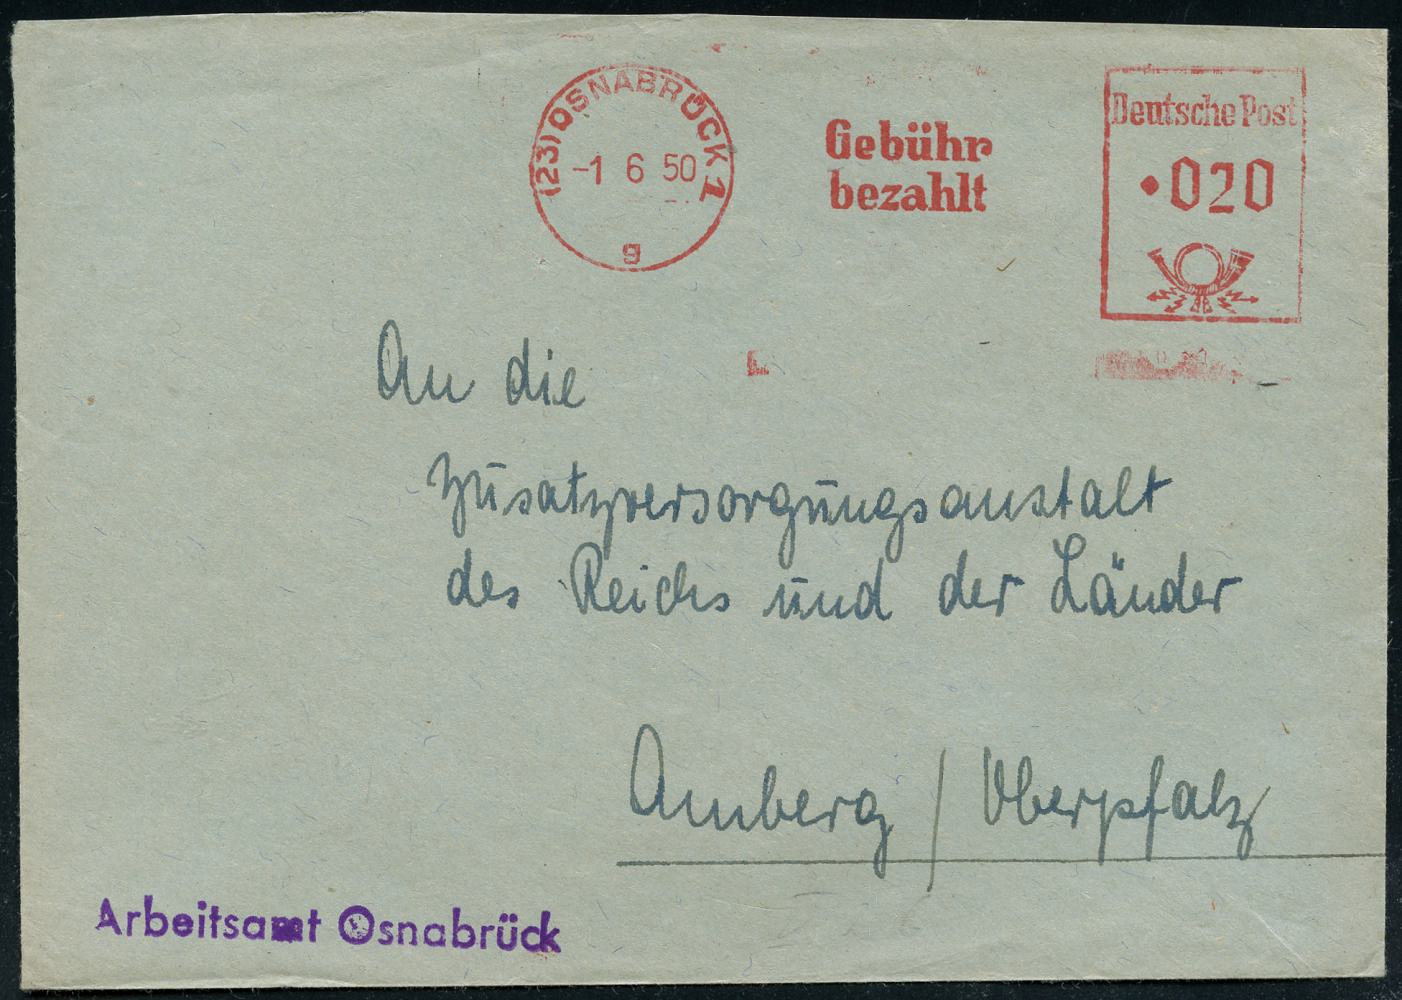 (23) OSNABRÜCK 1
-1 6 50
g
Gebühr
bezahlt
Deutsche Post
020
An die
Zusatzversorgungsanstalt
des Reichs und der Länder
Amberg / Oberpfalz
Arbeitsamt Osnabrück